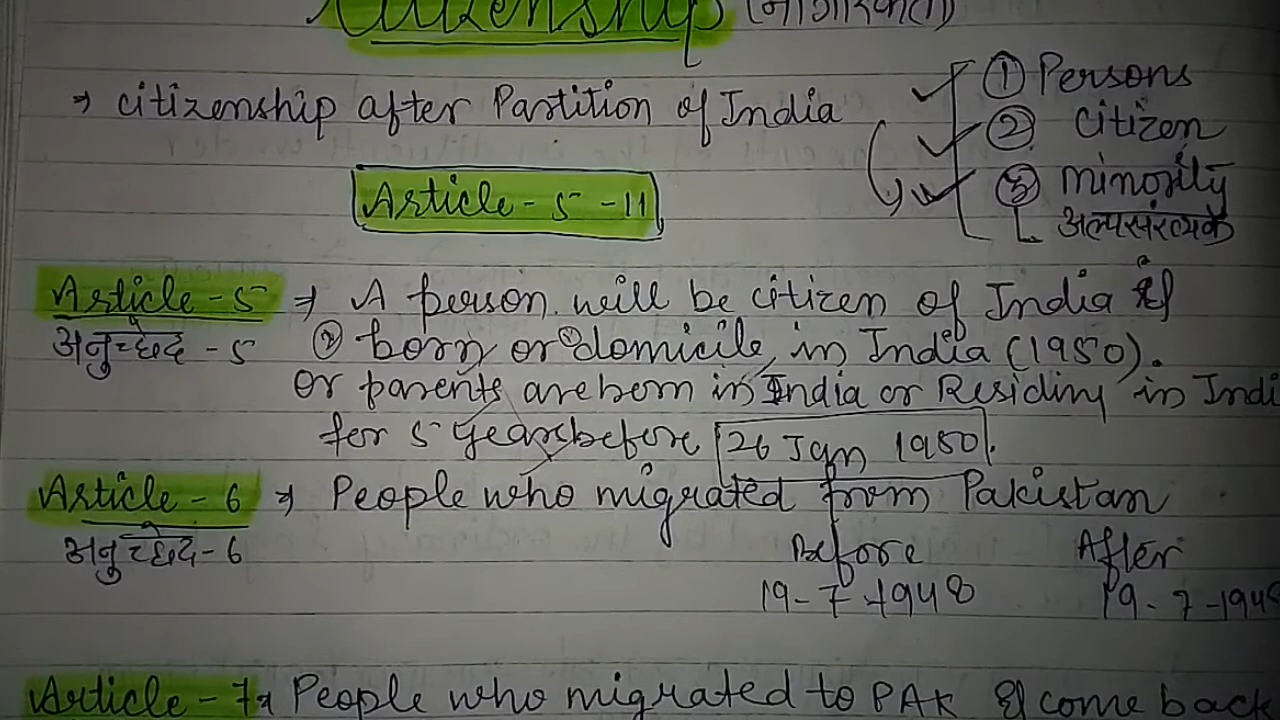 Citizenship (नागरिकता)
⇒ citizenship after Partition of India
① Persons
② Citizen
③ minority
अल्पसंख्यक
Article - 5 - 11
Article - 5 ⇒ A person will be citizen of India if
अनुच्छेद - 5 ② born or ① domicile in India (1950).
or parents are born in India or Residing in Indi
for 5 years before 26 Jan 1950.
Article - 6 ⇒ People who migrated from Pakistan
अनुच्छेद - 6 Before After
19-7-1948 19-7-1948
Article - 7 ⇒ People who migrated to PAK & come back